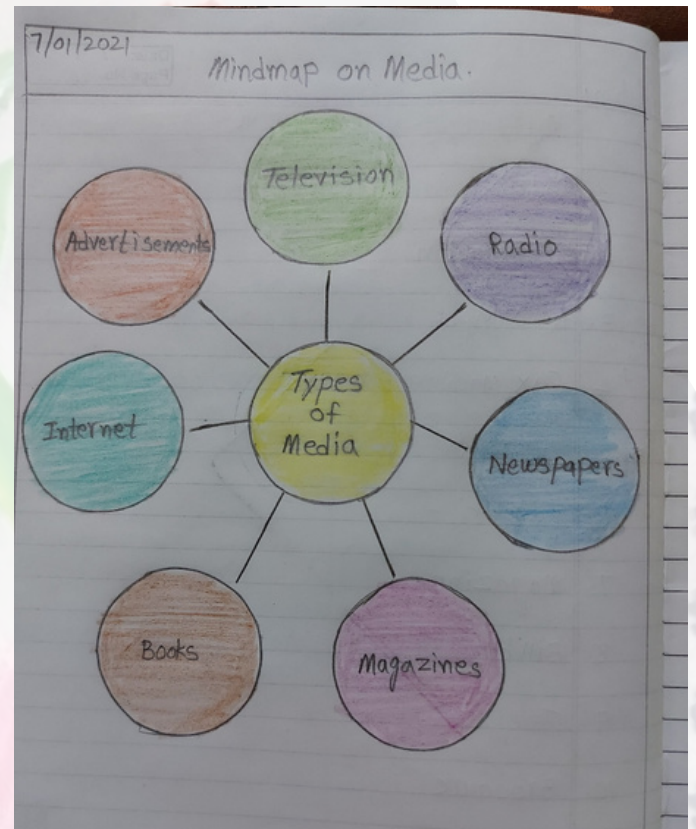 7/01/2021
Mindmap on Media.
Television
Advertisements
Radio
Types
of
Media
Internet
Newspapers
Books
Magazines